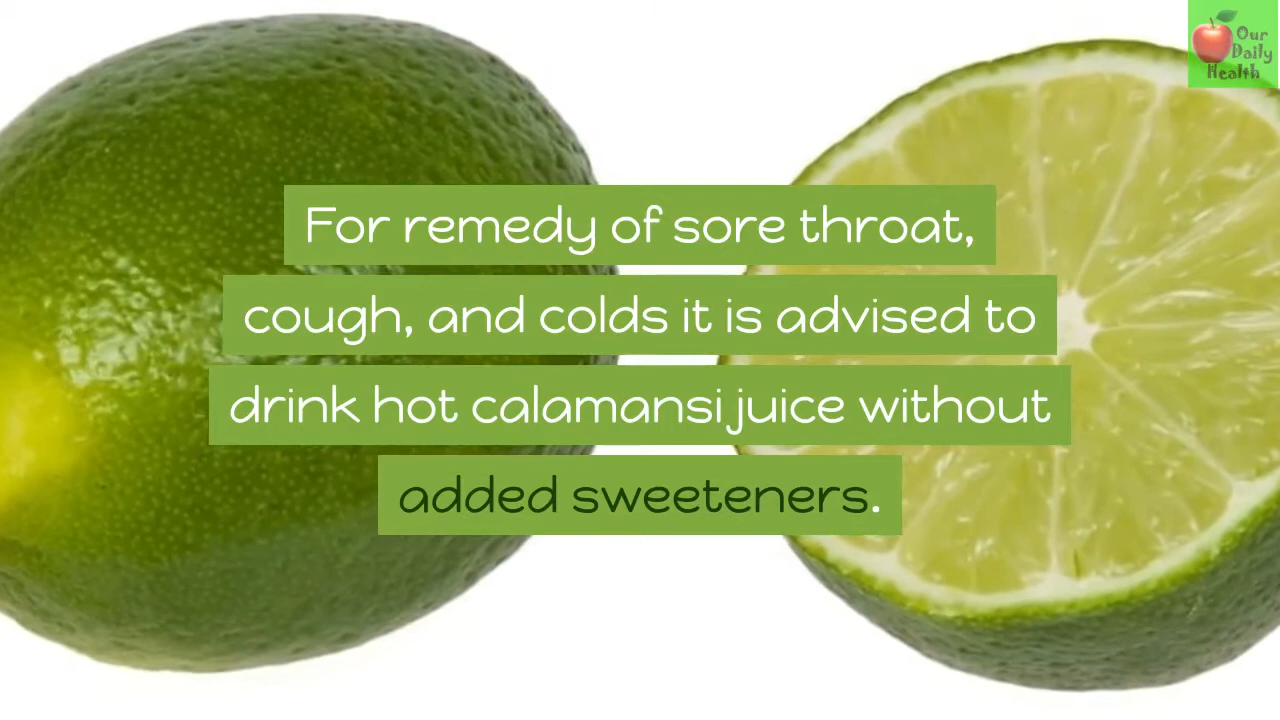 Our
Daily
Health
For remedy of sore throat,
cough, and colds it is advised to
drink hot calamansi juice without
added sweeteners.